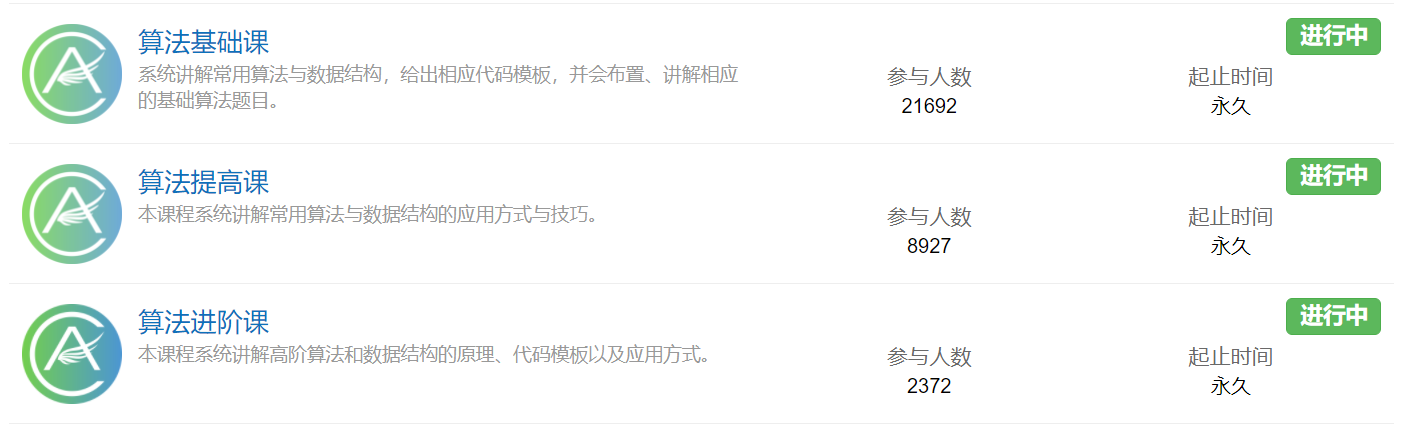 算法基础课
进行中
系统讲解常用算法与数据结构，给出相应代码模板，并会布置、讲解相应
的基础算法题目。
参与人数
21692
起止时间
永久
算法提高课
进行中
本课程系统讲解常用算法与数据结构的应用方式与技巧。
参与人数
8927
起止时间
永久
算法进阶课
进行中
本课程系统讲解高阶算法和数据结构的原理、代码模板以及应用方式。
参与人数
2372
起止时间
永久